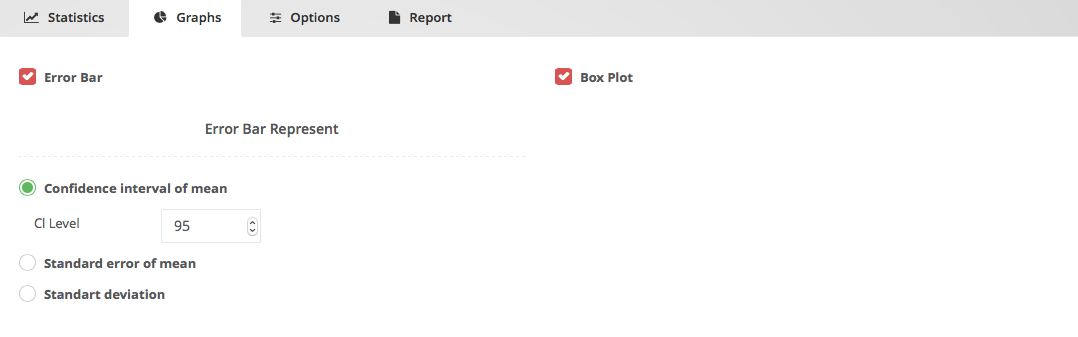 Statistics Graphs Options Report
Error Bar Box Plot
Error Bar Represent
Confidence interval of mean
CI Level 95
Standard error of mean
Standart deviation